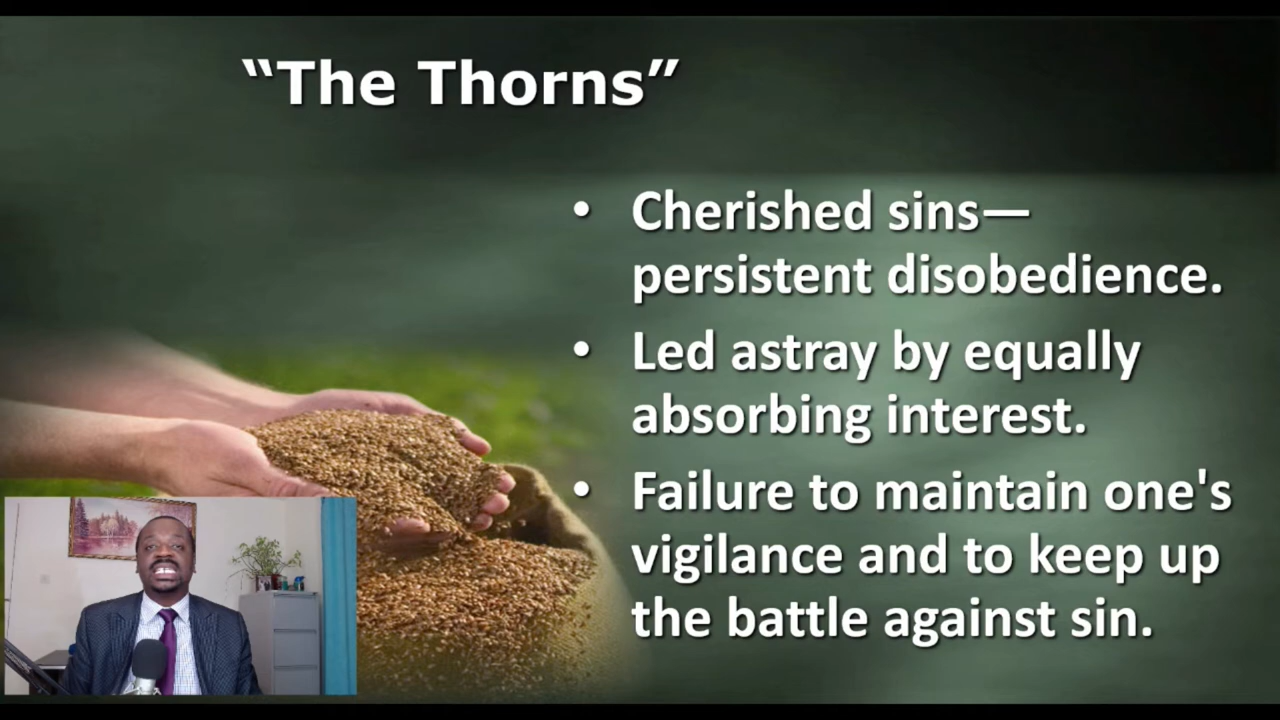 “The Thorns”
• Cherished sins—
persistent disobedience.
• Led astray by equally
absorbing interest.
• Failure to maintain one's
vigilance and to keep up
the battle against sin.